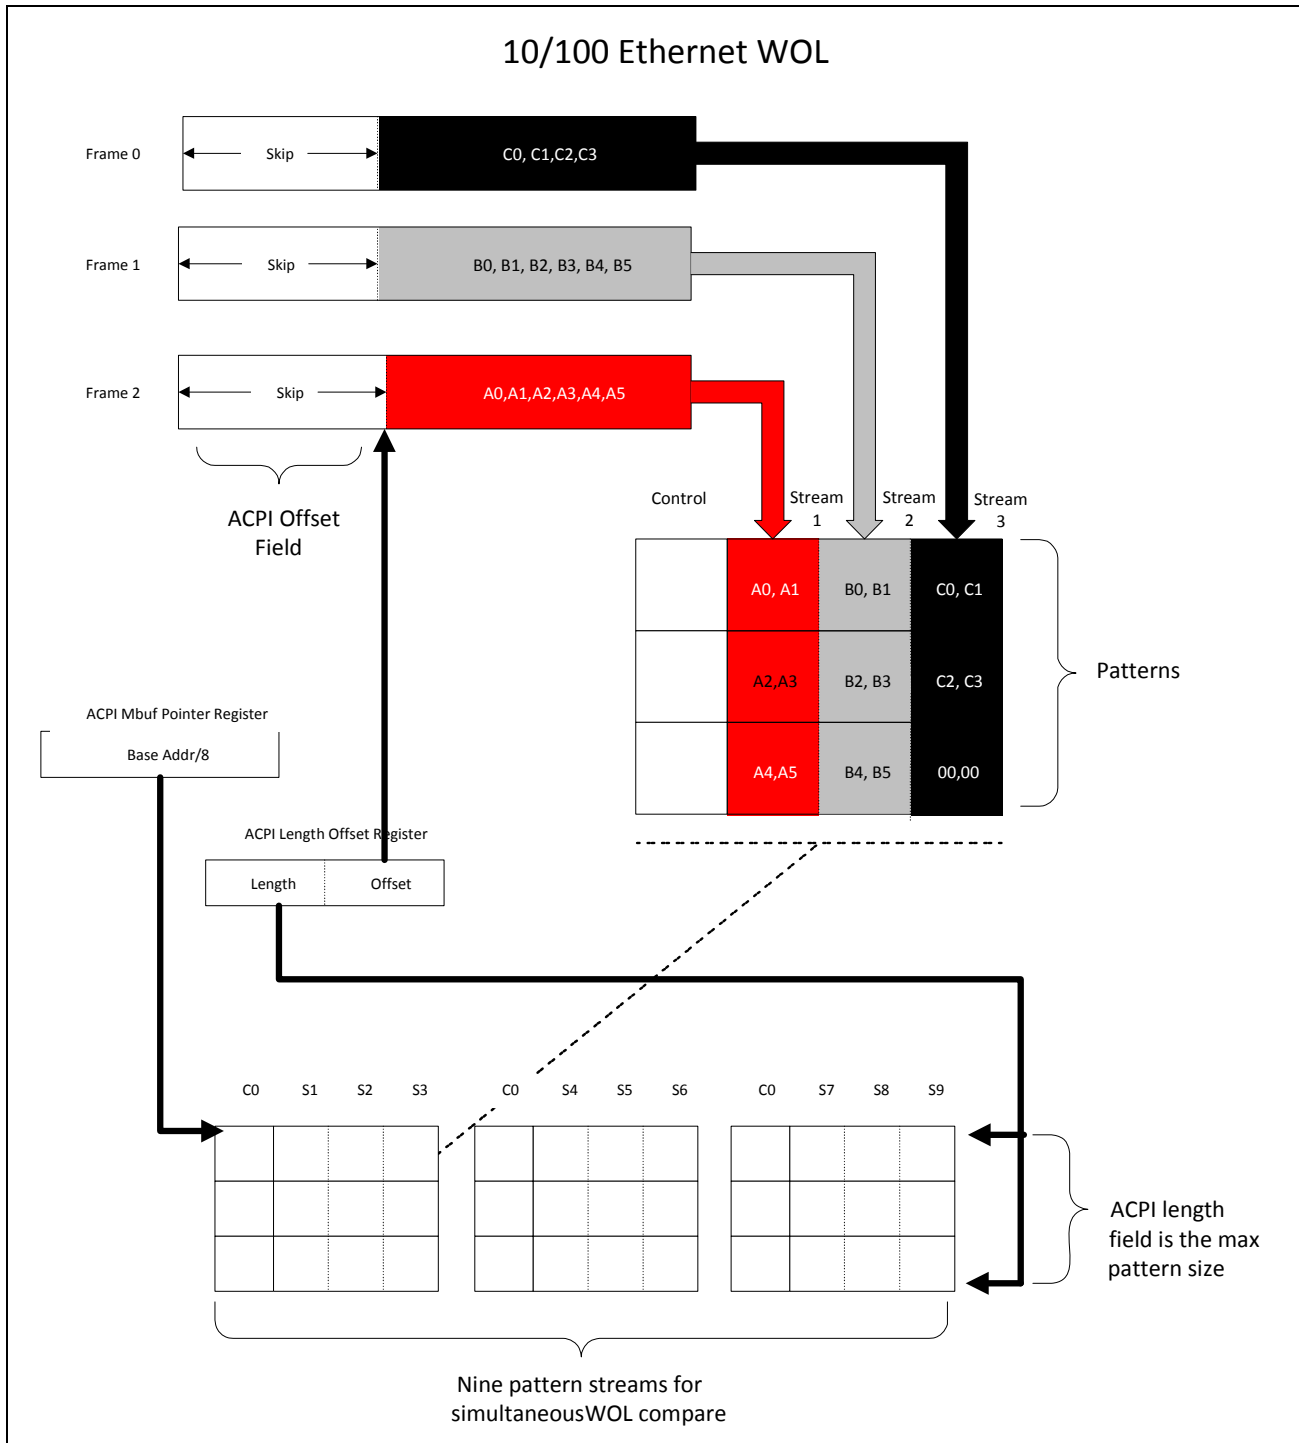 10/100 Ethernet WOL
Frame 0
Skip
C0, C1,C2,C3
Frame 1
Skip
B0, B1, B2, B3, B4, B5
Frame 2
Skip
A0,A1,A2,A3,A4,A5
ACPI Offset
Field
Control
Stream
1
Stream
2
Stream
3
A0, A1
B0, B1
C0, C1
A2,A3
B2, B3
C2, C3
A4,A5
B4, B5
00,00
Patterns
ACPI Mbuf Pointer Register
Base Addr/8
ACPI Length Offset Register
Length
Offset
C0
S1
S2
S3
C0
S4
S5
S6
C0
S7
S8
S9
ACPI length
field is the max
pattern size
Nine pattern streams for
simultaneousWOL compare